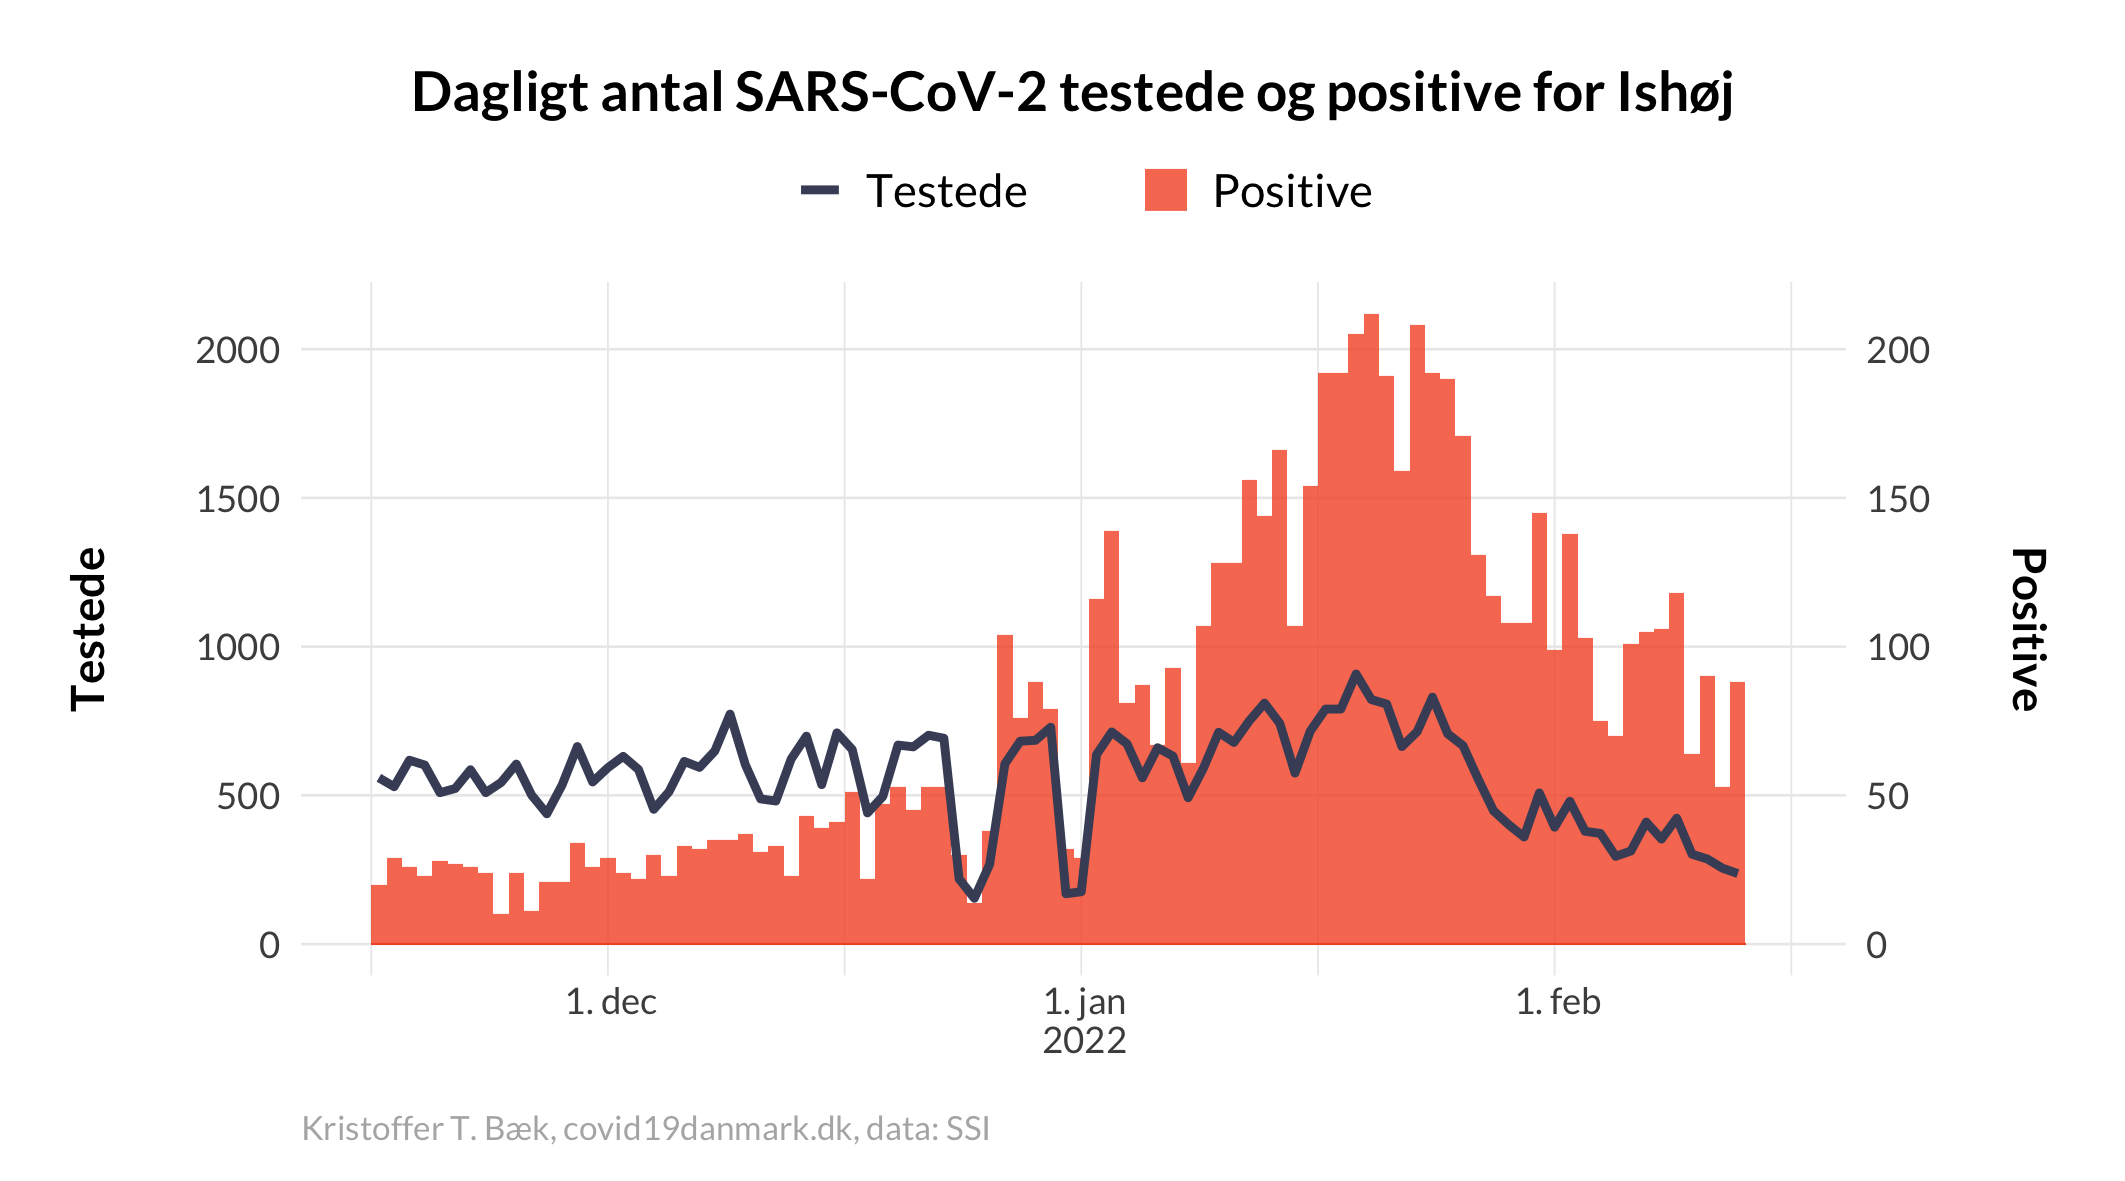 Dagligt antal SARS-CoV-2 testede og positive for Ishøj
Testede
Positive
2000
1500
1000
500
0
Testede
200
150
100
50
0
Positive
1. dec
1. jan
2022
1. feb
Kristoffer T. Bæk, covid19danmark.dk, data: SSI